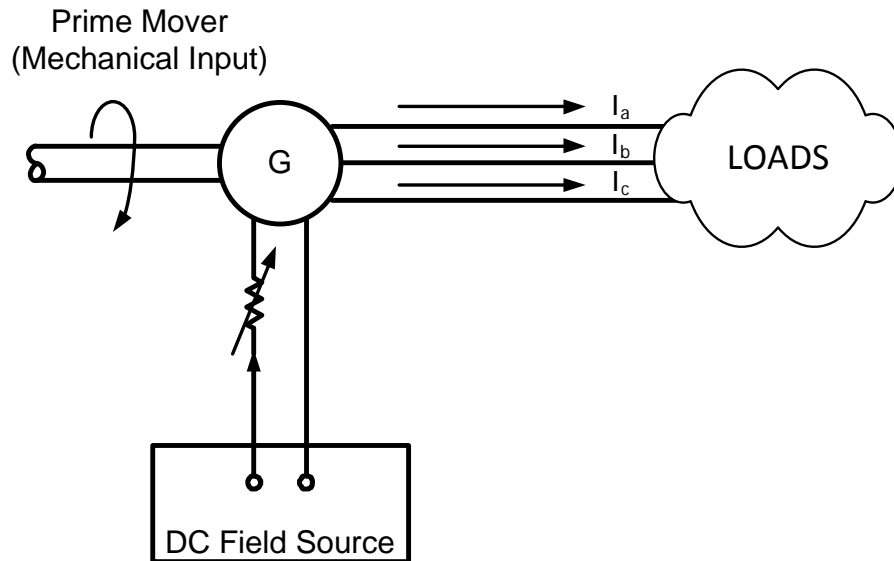 Prime Mover
(Mechanical Input)
G
Ia
Ib
Ic
LOADS
DC Field Source